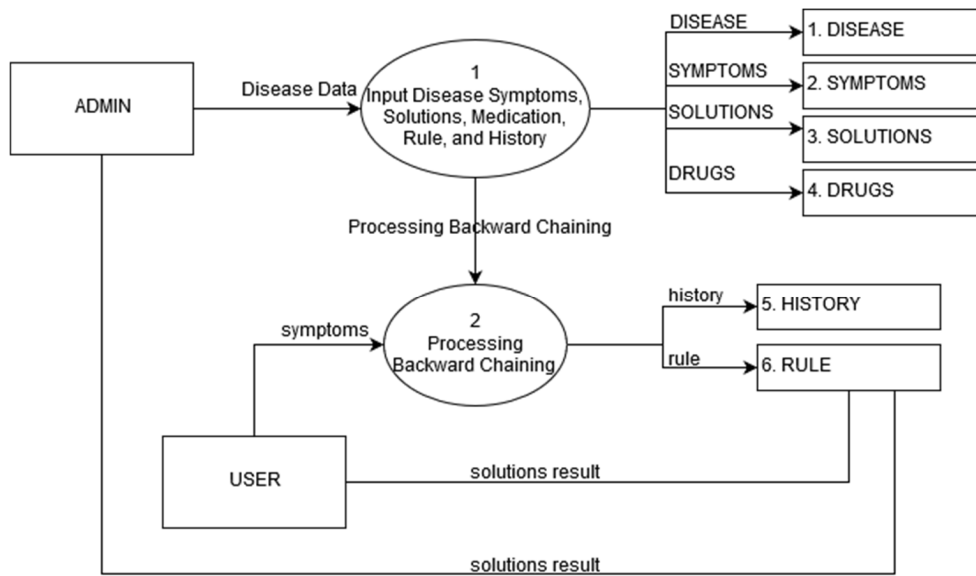 DISEASE
1. DISEASE
ADMIN
Disease Data
1
Input Disease Symptoms,
Solutions, Medication,
Rule, and History
SYMPTOMS
2. SYMPTOMS
SOLUTIONS
3. SOLUTIONS
DRUGS
4. DRUGS
Processing Backward Chaining
symptoms
2
Processing
Backward Chaining
history
5. HISTORY
rule
6. RULE
USER
solutions result
solutions result